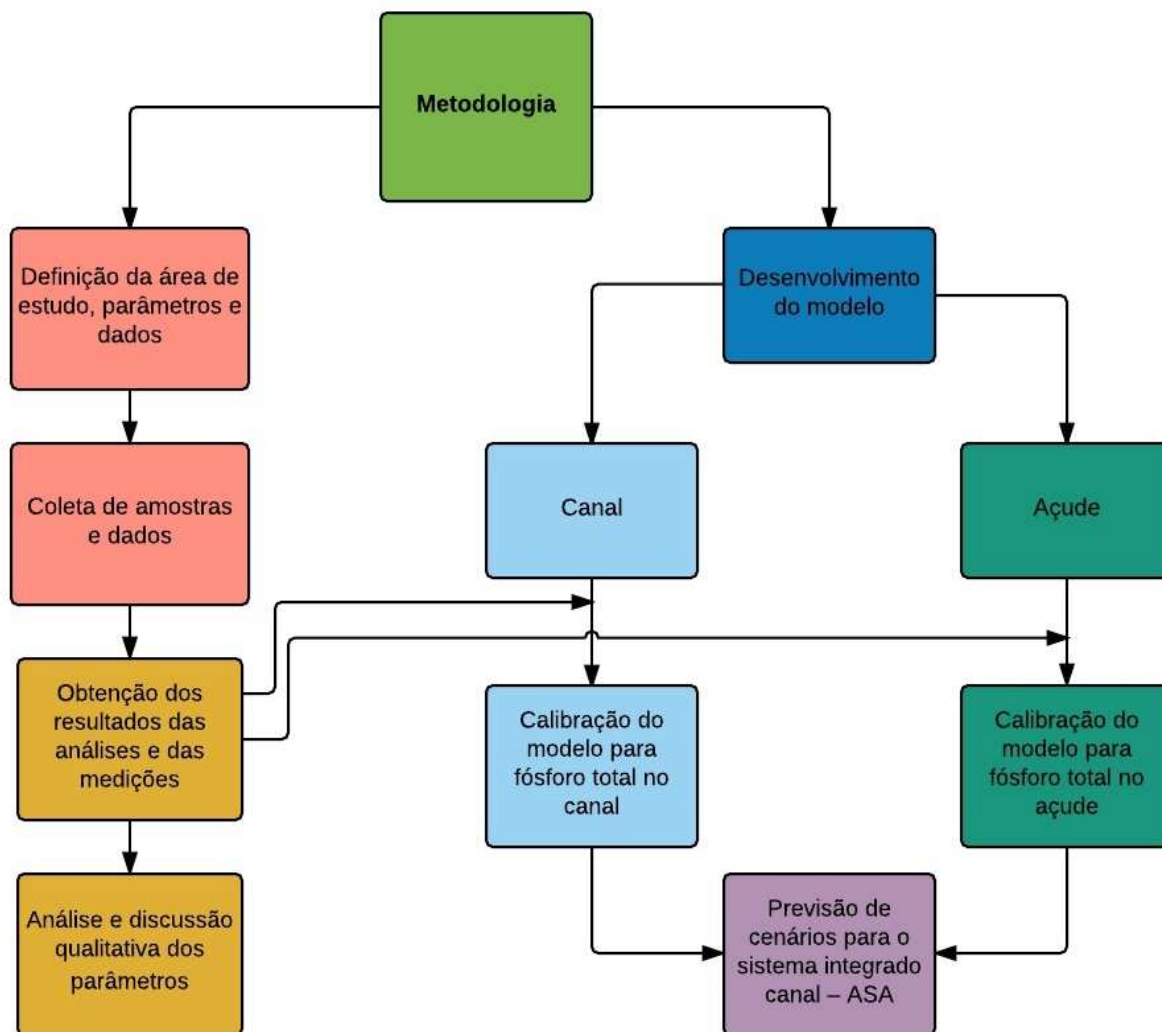 Metodologia
Definição da área de
estudo, parâmetros e
dados
Desenvolvimento
do modelo
Coleta de amostras
e dados
Canal
Açude
Obtenção dos
resultados das
análises e das
medições
Calibração do
modelo para
fósforo total no
canal
Calibração do
modelo para
fósforo total no
açude
Análise e discussão
qualitativa dos
parâmetros
Previsão de
cenários para o
sistema integrado
canal – ASA